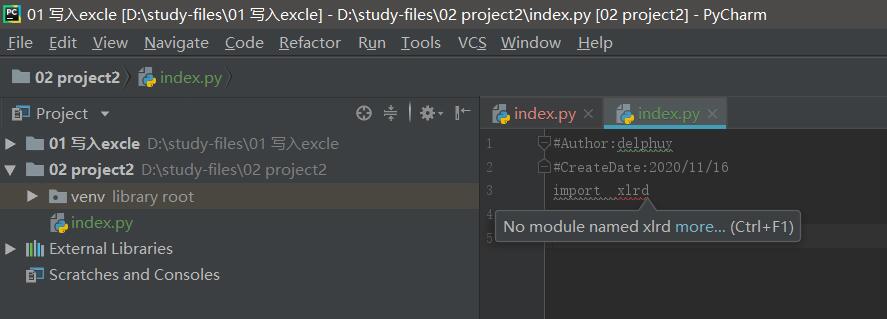 01 写入excle [D:\study-files\01 写入excle] - D:\study-files\02 project2\index.py [02 project2] - PyCharm
File Edit View Navigate Code Refactor Run Tools VCS Window Help
02 project2 index.py
Project
index.py
index.py
01 写入excle D:\study-files\01 写入excle
02 project2 D:\study-files\02 project2
venv library root
index.py
External Libraries
Scratches and Consoles
1 #Author:delphuy
2 #CreateDate:2020/11/16
3 import xlrd
4
No module named xlrd more... (Ctrl+F1)
5